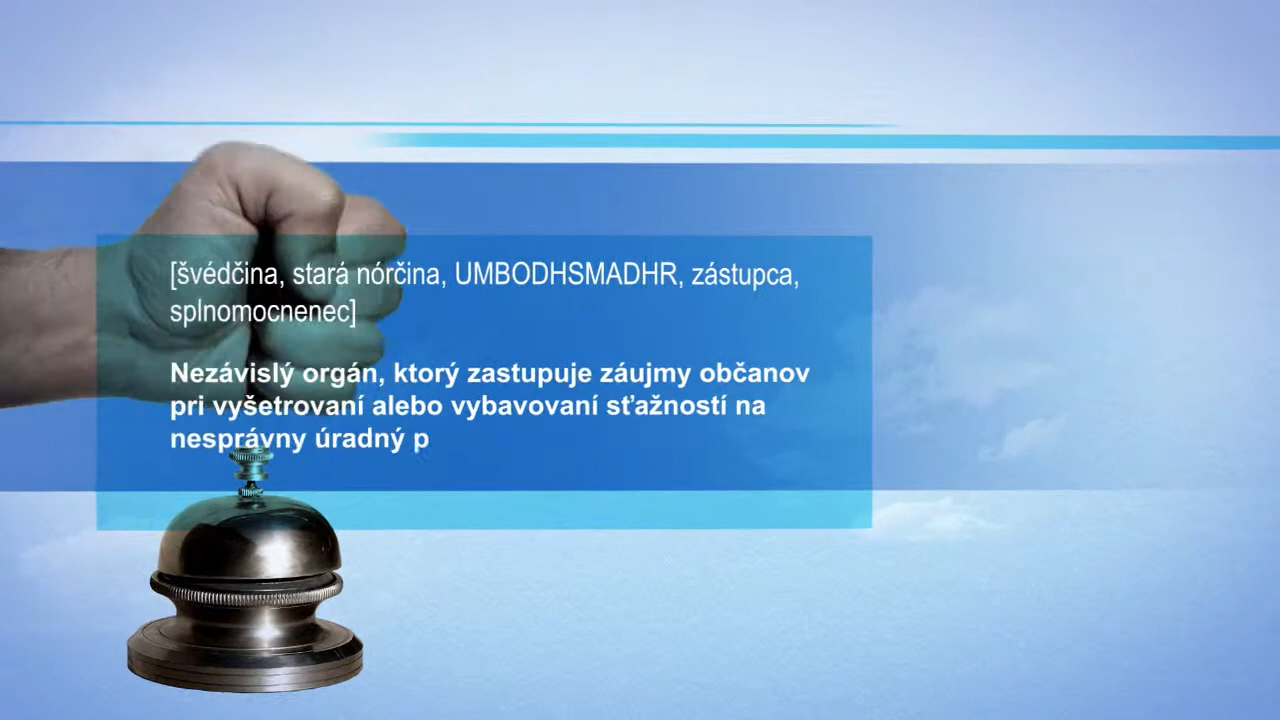 [švédčina, stará nórčina, UMBODHSMADHR, zástupca,
splnomocnenec]
Nezávislý orgán, ktorý zastupuje záujmy občanov
pri vyšetrovaní alebo vybavovaní sťažností na
nesprávny úradný p